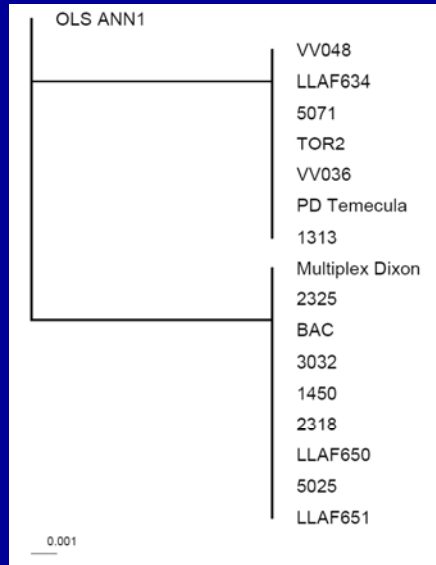 OLS ANN1
VV048
LLAF634
5071
TOR2
VV036
PD Temecula
1313
Multiplex Dixon
2325
BAC
3032
1450
2318
LLAF650
5025
LLAF651
0.001